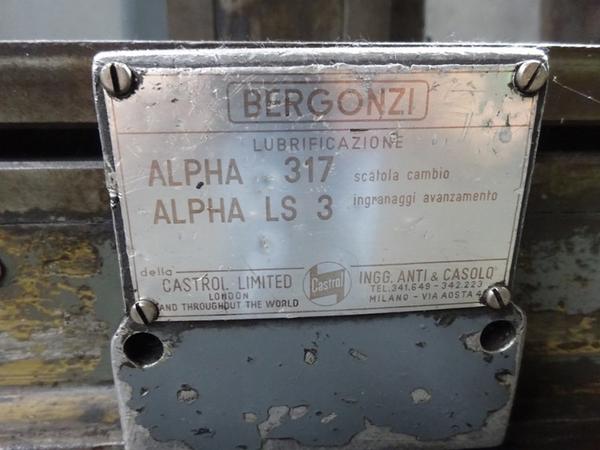 BERGONZI
LUBRIFICAZIONE
ALPHA 317 scatola cambio
ALPHA LS 3 ingranaggi avanzamento
della
CASTROL LIMITED
LONDON
AND THROUGHOUT THE WORLD
Castrol
INGG. ANTI & CASOLO
TEL. 341.649 - 342.223
MILANO - VIA AOSTA 4